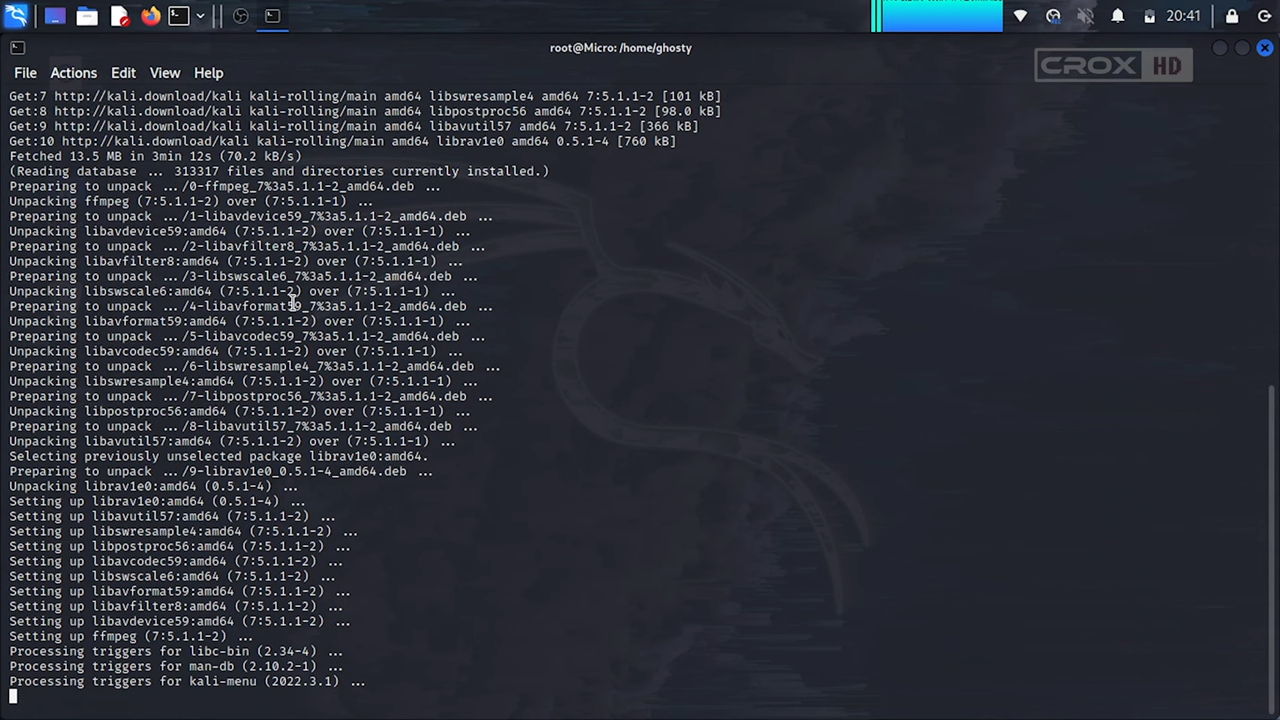 20:41
root@Micro: /home/ghosty
CROX HD
File Actions Edit View Help
Get:7 http://kali.download/kali kali-rolling/main amd64 libswresample4 amd64 7:5.1.1-2 [101 kB]
Get:8 http://kali.download/kali kali-rolling/main amd64 libpostproc56 amd64 7:5.1.1-2 [98.0 kB]
Get:9 http://kali.download/kali kali-rolling/main amd64 libavutil57 amd64 7:5.1.1-2 [366 kB]
Get:10 http://kali.download/kali kali-rolling/main amd64 librav1e0 amd64 0.5.1-4 [760 kB]
Fetched 13.5 MB in 3min 12s (70.2 kB/s)
(Reading database ... 313317 files and directories currently installed.)
Preparing to unpack .../0-ffmpeg_7%3a5.1.1-2_amd64.deb ...
Unpacking ffmpeg (7:5.1.1-2) over (7:5.1.1-1) ...
Preparing to unpack .../1-libavdevice59_7%3a5.1.1-2_amd64.deb ...
Unpacking libavdevice59:amd64 (7:5.1.1-2) over (7:5.1.1-1) ...
Preparing to unpack .../2-libavfilter8_7%3a5.1.1-2_amd64.deb ...
Unpacking libavfilter8:amd64 (7:5.1.1-2) over (7:5.1.1-1) ...
Preparing to unpack .../3-libswscale6_7%3a5.1.1-2_amd64.deb ...
Unpacking libswscale6:amd64 (7:5.1.1-2) over (7:5.1.1-1) ...
Preparing to unpack .../4-libavformat59_7%3a5.1.1-2_amd64.deb ...
Unpacking libavformat59:amd64 (7:5.1.1-2) over (7:5.1.1-1) ...
Preparing to unpack .../5-libavcodec59_7%3a5.1.1-2_amd64.deb ...
Unpacking libavcodec59:amd64 (7:5.1.1-2) over (7:5.1.1-1) ...
Preparing to unpack .../6-libswresample4_7%3a5.1.1-2_amd64.deb ...
Unpacking libswresample4:amd64 (7:5.1.1-2) over (7:5.1.1-1) ...
Preparing to unpack .../7-libpostproc56_7%3a5.1.1-2_amd64.deb ...
Unpacking libpostproc56:amd64 (7:5.1.1-2) over (7:5.1.1-1) ...
Preparing to unpack .../8-libavutil57_7%3a5.1.1-2_amd64.deb ...
Unpacking libavutil57:amd64 (7:5.1.1-2) over (7:5.1.1-1) ...
Selecting previously unselected package librav1e0:amd64.
Preparing to unpack .../9-librav1e0_0.5.1-4_amd64.deb ...
Unpacking librav1e0:amd64 (0.5.1-4) ...
Setting up librav1e0:amd64 (0.5.1-4) ...
Setting up libavutil57:amd64 (7:5.1.1-2) ...
Setting up libswresample4:amd64 (7:5.1.1-2) ...
Setting up libpostproc56:amd64 (7:5.1.1-2) ...
Setting up libavcodec59:amd64 (7:5.1.1-2) ...
Setting up libswscale6:amd64 (7:5.1.1-2) ...
Setting up libavformat59:amd64 (7:5.1.1-2) ...
Setting up libavfilter8:amd64 (7:5.1.1-2) ...
Setting up libavdevice59:amd64 (7:5.1.1-2) ...
Setting up ffmpeg (7:5.1.1-2) ...
Processing triggers for libc-bin (2.34-4) ...
Processing triggers for man-db (2.10.2-1) ...
Processing triggers for kali-menu (2022.3.1) ...